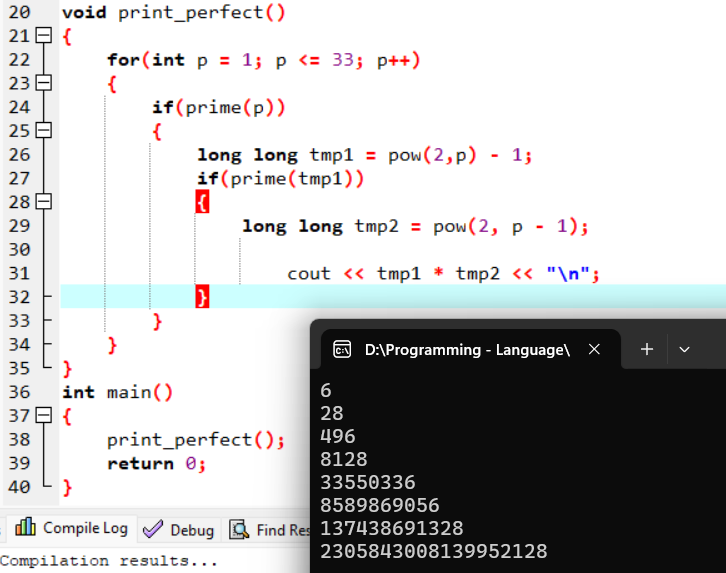 20 void print_perfect()
21 {
22 for(int p = 1; p <= 33; p++)
23 {
24 if(prime(p))
25 {
26 long long tmp1 = pow(2,p) - 1;
27 if(prime(tmp1))
28 {
29 long long tmp2 = pow(2, p - 1);
30
31 cout << tmp1 * tmp2 << "\n";
32 }
33 }
34 }
35 }
36 int main()
37 {
38 print_perfect();
39 return 0;
40 }
D:\Programming - Language\
6
28
496
8128
33550336
8589869056
137438691328
2305843008139952128
Compile Log Debug Find Res
Compilation results...